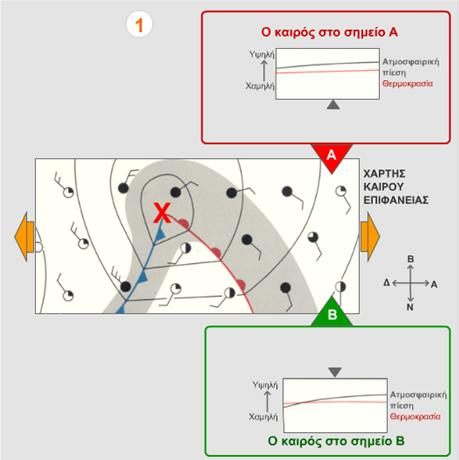 1
Ο καιρός στο σημείο Α
Υψηλή
Χαμηλή
Ατμοσφαιρική
πίεση
Θερμοκρασία
A
X
ΧΑΡΤΗΣ
ΚΑΙΡΟΥ
ΕΠΙΦΑΝΕΙΑΣ
Β
Δ
Α
Ν
B
Υψηλή
Χαμηλή
Ατμοσφαιρική
πίεση
Θερμοκρασία
Ο καιρός στο σημείο Β